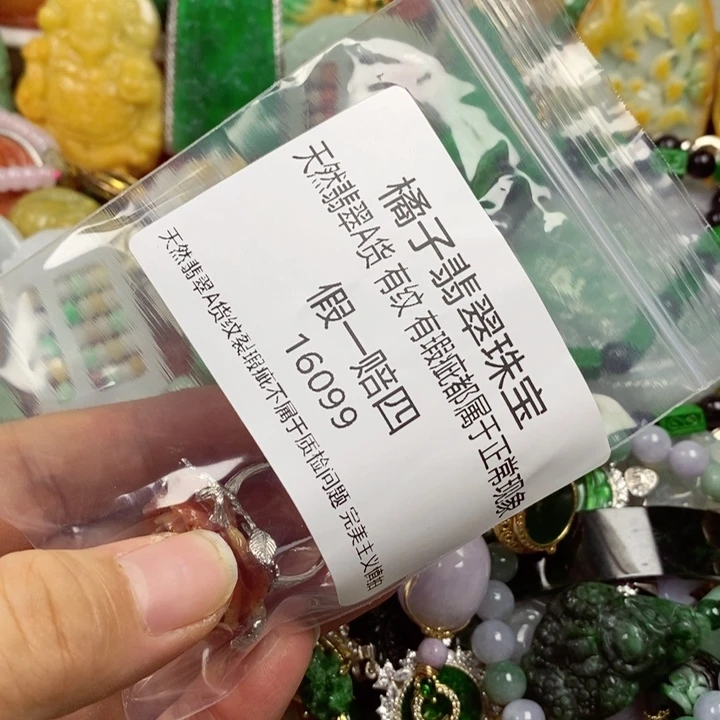 橘子翡翠珠宝
天然翡翠A货 有纹 有瑕疵都属于正常现象
假一赔四
16099
天然翡翠A货纹裂瑕疵不属于质检问题 完美主义慎拍